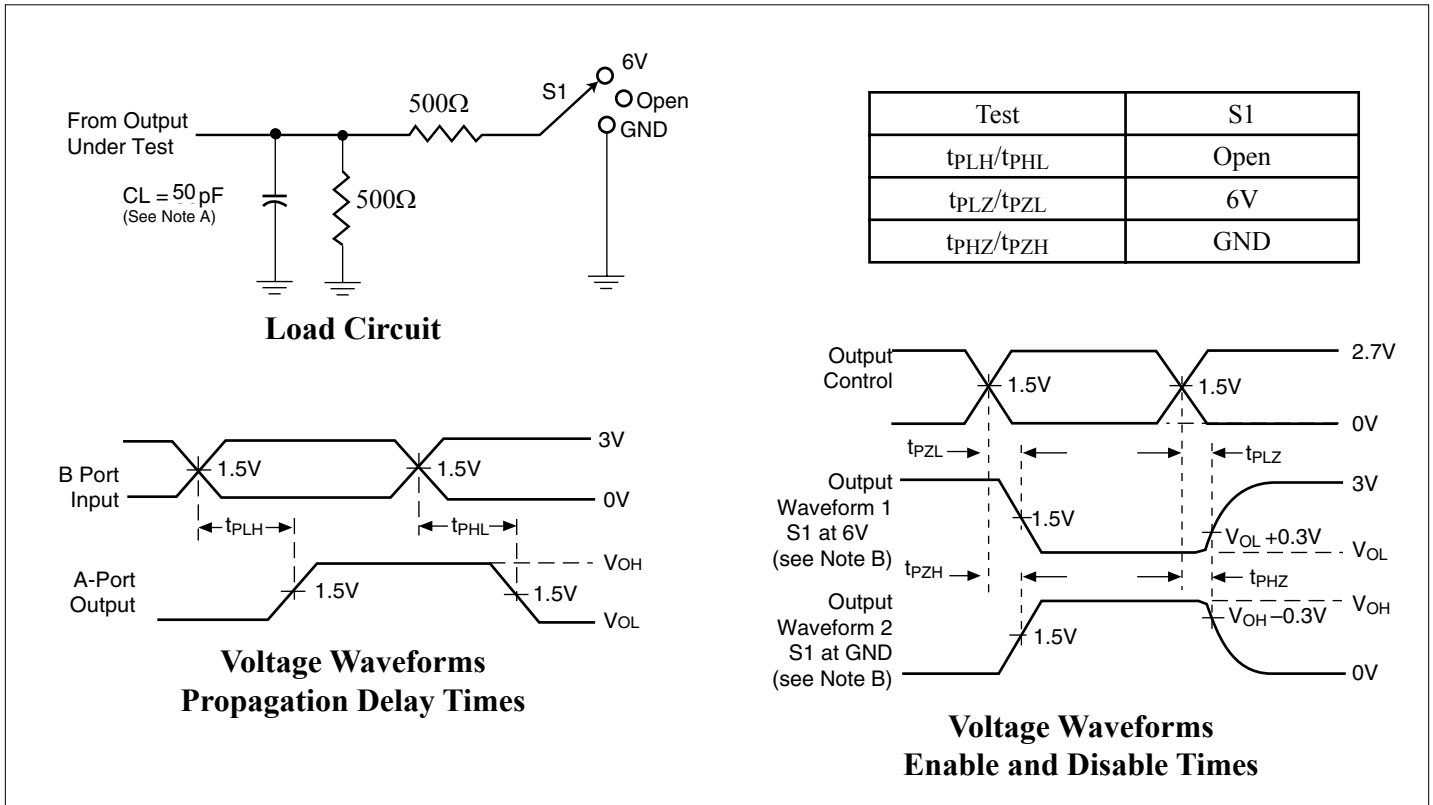 6V
S1
Open
GND
500Ω
From Output
Under Test
CL = 50 pF
(See Note A)
500Ω
Load Circuit
Test S1
tPLH/tPHL Open
tPLZ/tPZL 6V
tPHZ/tPZH GND
B Port
Input
1.5V
1.5V
3V
0V
tPLH
tPHL
A-Port
Output
1.5V
1.5V
VOH
VOL
Voltage Waveforms
Propagation Delay Times
Output
Control
1.5V
1.5V
2.7V
0V
tPZL
tPLZ
Output
Waveform 1
S1 at 6V
(see Note B)
1.5V
3V
VOL +0.3V
VOL
tPZH
tPHZ
Output
Waveform 2
S1 at GND
(see Note B)
1.5V
VOH
VOH –0.3V
0V
Voltage Waveforms
Enable and Disable Times